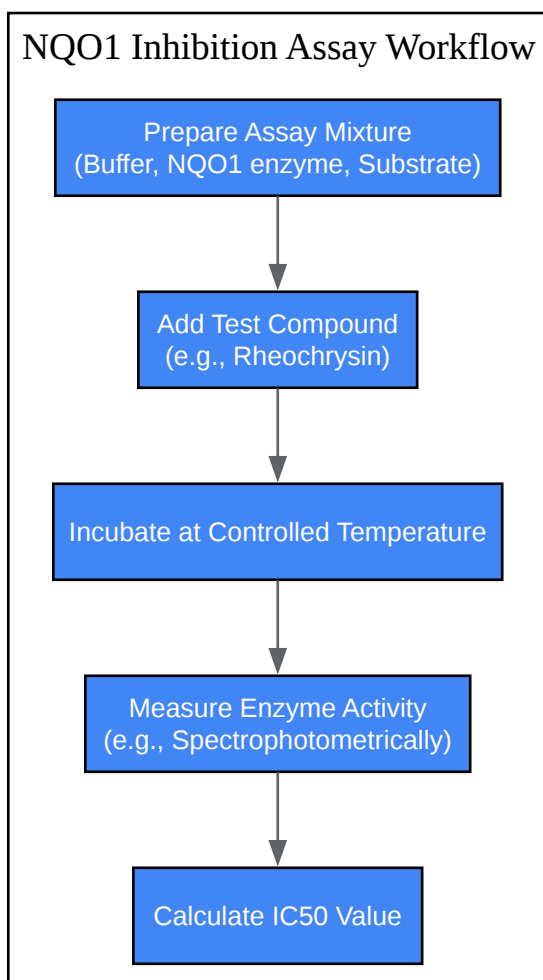 NQO1 Inhibition Assay Workflow
Prepare Assay Mixture
(Buffer, NQO1 enzyme, Substrate)
Add Test Compound
(e.g., Rheochrysin)
Incubate at Controlled Temperature
Measure Enzyme Activity
(e.g., Spectrophotometrically)
Calculate IC50 Value